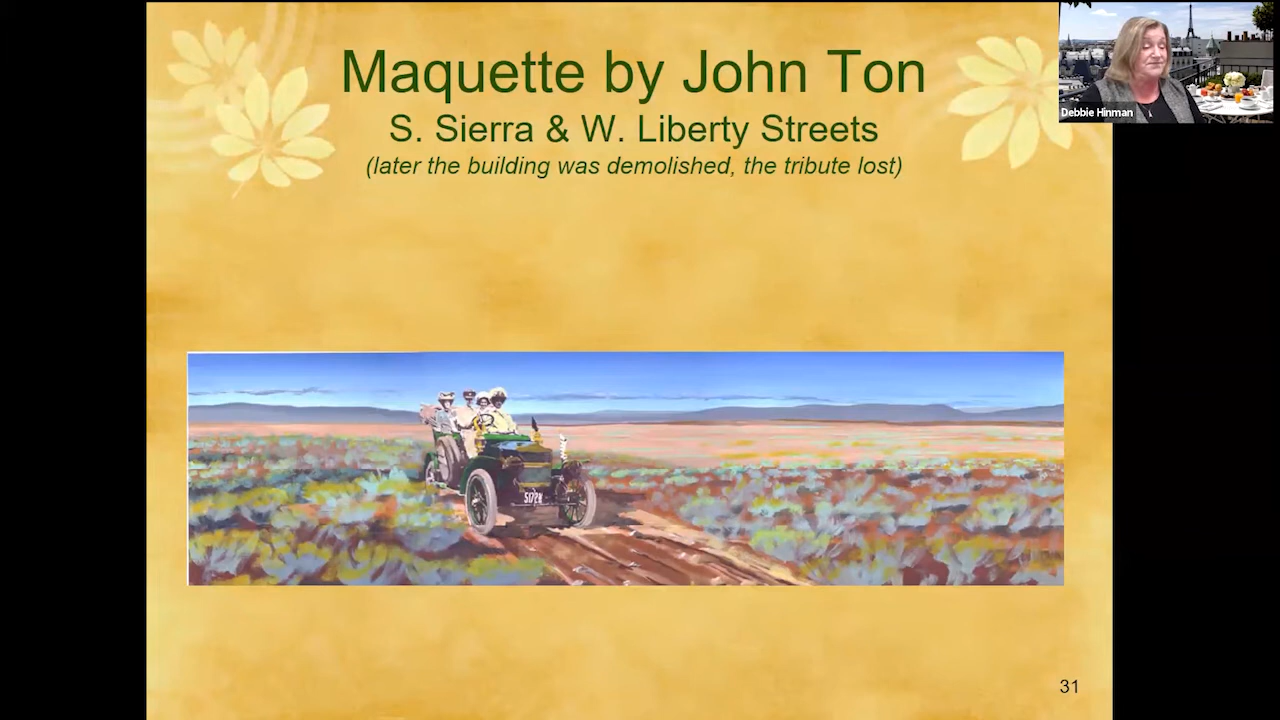 Maquette by John Ton
S. Sierra & W. Liberty Streets
(later the building was demolished, the tribute lost)
Debbie Hinman
31